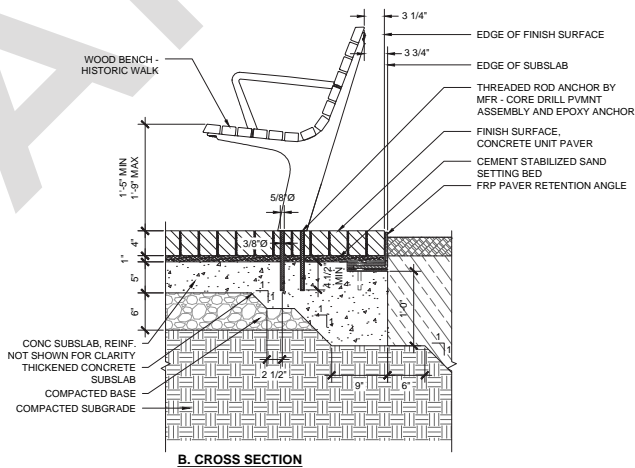 3 1/4"
EDGE OF FINISH SURFACE
3 3/4"
EDGE OF SUBSLAB
WOOD BENCH -
HISTORIC WALK
THREADED ROD ANCHOR BY
MFR - CORE DRILL PVMNT
ASSEMBLY AND EPOXY ANCHOR
FINISH SURFACE,
CONCRETE UNIT PAVER
CEMENT STABILIZED SAND
SETTING BED
FRP PAVER RETENTION ANGLE
1'-5" MIN
1'-9" MAX
5/8"Ø
3/8"Ø
4"
1"
5"
6"
4 1/2"
MIN
1'-0"
1
1
1
1
1
1
2 1/2"
9"
6"
CONC SUBSLAB, REINF.
NOT SHOWN FOR CLARITY
THICKENED CONCRETE
SUBSLAB
COMPACTED BASE
COMPACTED SUBGRADE
B. CROSS SECTION